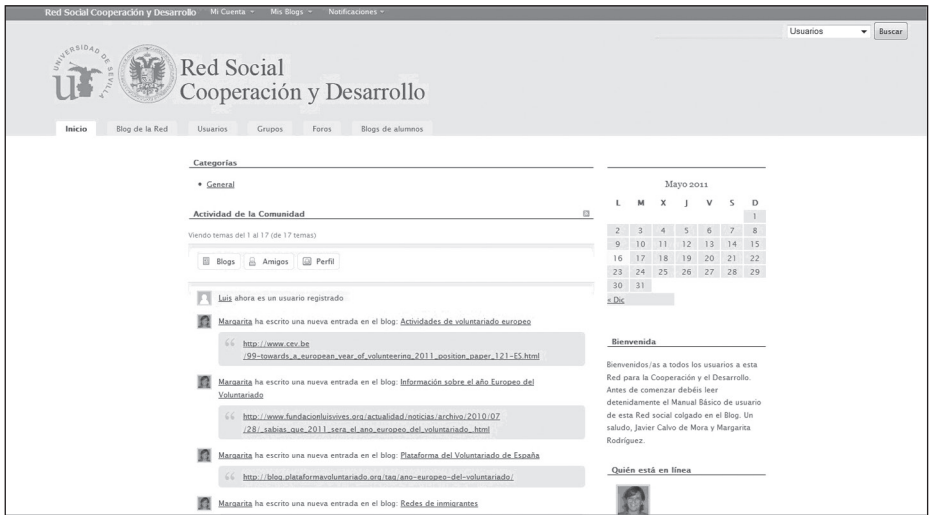 Red Social Cooperación y Desarrollo Mi Cuenta Mis Blogs Notificaciones
Usuarios Buscar
UNIVERSIDAD DE SEVILLA
Red Social
Cooperación y Desarrollo
Inicio Blog de la Red Usuarios Grupos Foros Blogs de alumnos
Categorías
• General
Actividad de la Comunidad
Viendo temas del 1 al 17 (de 17 temas)
Blogs Amigos Perfil
Luis ahora es un usuario registrado
Margarita ha escrito una nueva entrada en el blog: Actividades de voluntariado europeo
http://www.cev.be
/99-towards_a_european_year_of_volunteering_2011_position_paper_121-ES.html
Margarita ha escrito una nueva entrada en el blog: Información sobre el año Europeo del
Voluntariado
http://www.fundacionluisvives.org/actualidad/noticias/archivo/2010/07
/28/_sabias_que_2011_sera_el_ano_europeo_del_voluntariado_.html
Margarita ha escrito una nueva entrada en el blog: Plataforma del Voluntariado de España
http://blog.plataformavoluntariado.org/tag/ano-europeo-del-voluntariado/
Margarita ha escrito una nueva entrada en el blog: Redes de inmigrantes
Mayo 2011
L M X J V S D
1
2 3 4 5 6 7 8
9 10 11 12 13 14 15
16 17 18 19 20 21 22
23 24 25 26 27 28 29
30 31
« Dic
Bienvenida
Bienvenidos/as a todos los usuarios a esta
Red para la Cooperación y el Desarrollo.
Antes de comenzar debéis leer
detenidamente el Manual Básico de usuario
de esta Red social colgado en el Blog. Un
saludo, Javier Calvo de Mora y Margarita
Rodríguez.
Quién está en línea